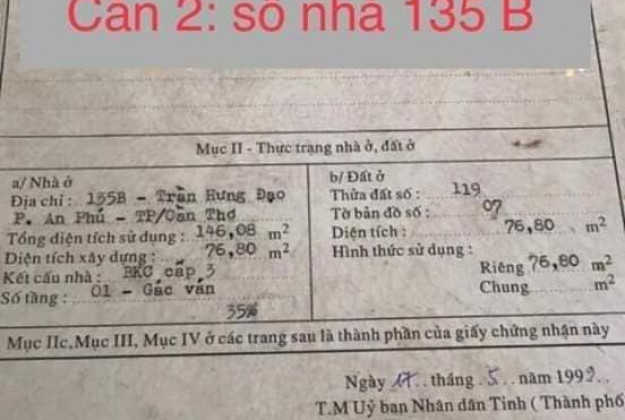 Căn 2: số nhà 135 B
Mục II - Thực trạng nhà ở, đất ở
a/ Nhà ở
Địa chỉ : 135B - Trần Hưng Đạo
P. An Phú - TP/Cần Thơ
Tổng diện tích sử dụng : 146,08 m²
Diện tích xây dựng : 76,80 m²
Kết cấu nhà : BKC cấp 3
Số tầng : 01 - Gác ván
35%
b/ Đất ở
Thửa đất số : 119
Tờ bản đồ số : 07
Diện tích : 76,80 m²
Hình thức sử dụng :
Riêng 76,80 m²
Chung m²
Mục IIc, Mục III, Mục IV ở các trang sau là thành phần của giấy chứng nhận này
Ngày 17 tháng 5 năm 1992.
T.M Uỷ ban Nhân dân Tỉnh ( Thành phố